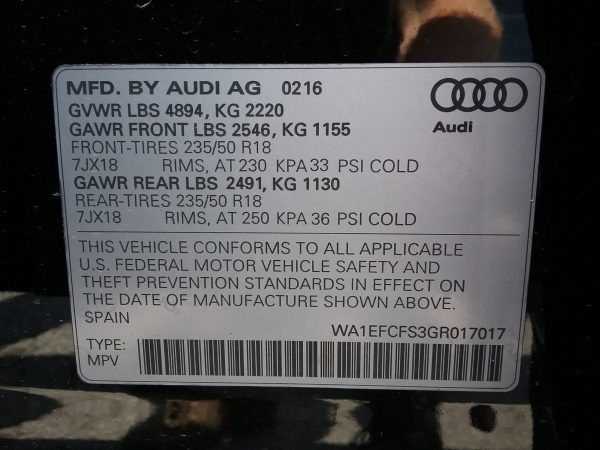 MFD. BY AUDI AG 0216
GVWR LBS 4894, KG 2220
GAWR FRONT LBS 2546, KG 1155
FRONT-TIRES 235/50 R18
7JX18 RIMS, AT 230 KPA 33 PSI COLD
GAWR REAR LBS 2491, KG 1130
REAR-TIRES 235/50 R18
7JX18 RIMS, AT 250 KPA 36 PSI COLD
Audi
THIS VEHICLE CONFORMS TO ALL APPLICABLE
U.S. FEDERAL MOTOR VEHICLE SAFETY AND
THEFT PREVENTION STANDARDS IN EFFECT ON
THE DATE OF MANUFACTURE SHOWN ABOVE.
SPAIN
WA1EFCFS3GR017017
TYPE:
MPV